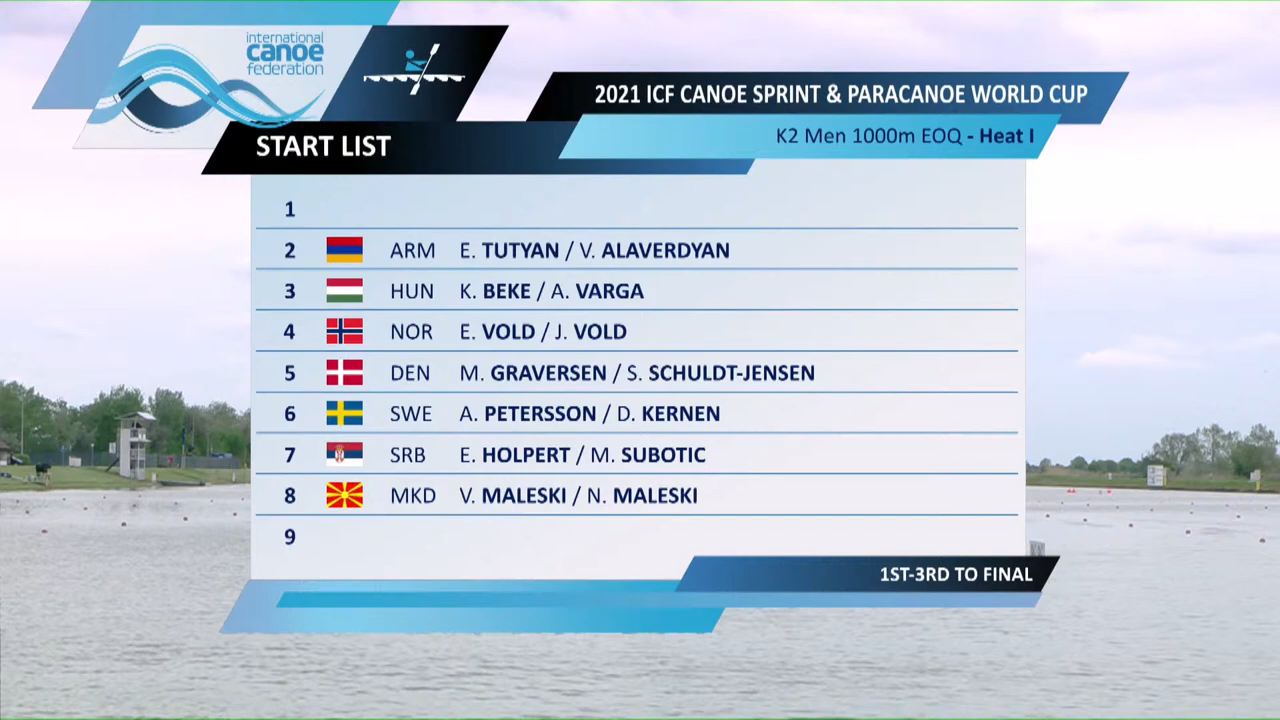 international
canoe
federation
2021 ICF CANOE SPRINT & PARACANOE WORLD CUP
START LIST
K2 Men 1000m EOQ - Heat I
1
2 ARM E. TUTYAN / V. ALAVERDYAN
3 HUN K. BEKE / A. VARGA
4 NOR E. VOLD / J. VOLD
5 DEN M. GRAVERSEN / S. SCHULDT-JENSEN
6 SWE A. PETERSSON / D. KERNEN
7 SRB E. HOLPERT / M. SUBOTIC
8 MKD V. MALESKI / N. MALESKI
9
1ST-3RD TO FINAL